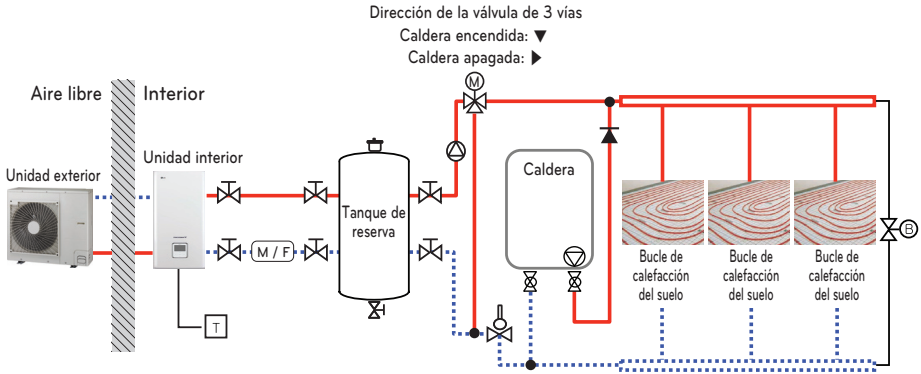 Dirección de la válvula de 3 vías
Caldera encendida: ▼
Caldera apagada: ▶
Aire libre
Interior
M
Unidad exterior
Unidad interior
Caldera
Tanque de
reserva
M / F
T
B
Bucle de
calefacción
del suelo
Bucle de
calefacción
del suelo
Bucle de
calefacción
del suelo